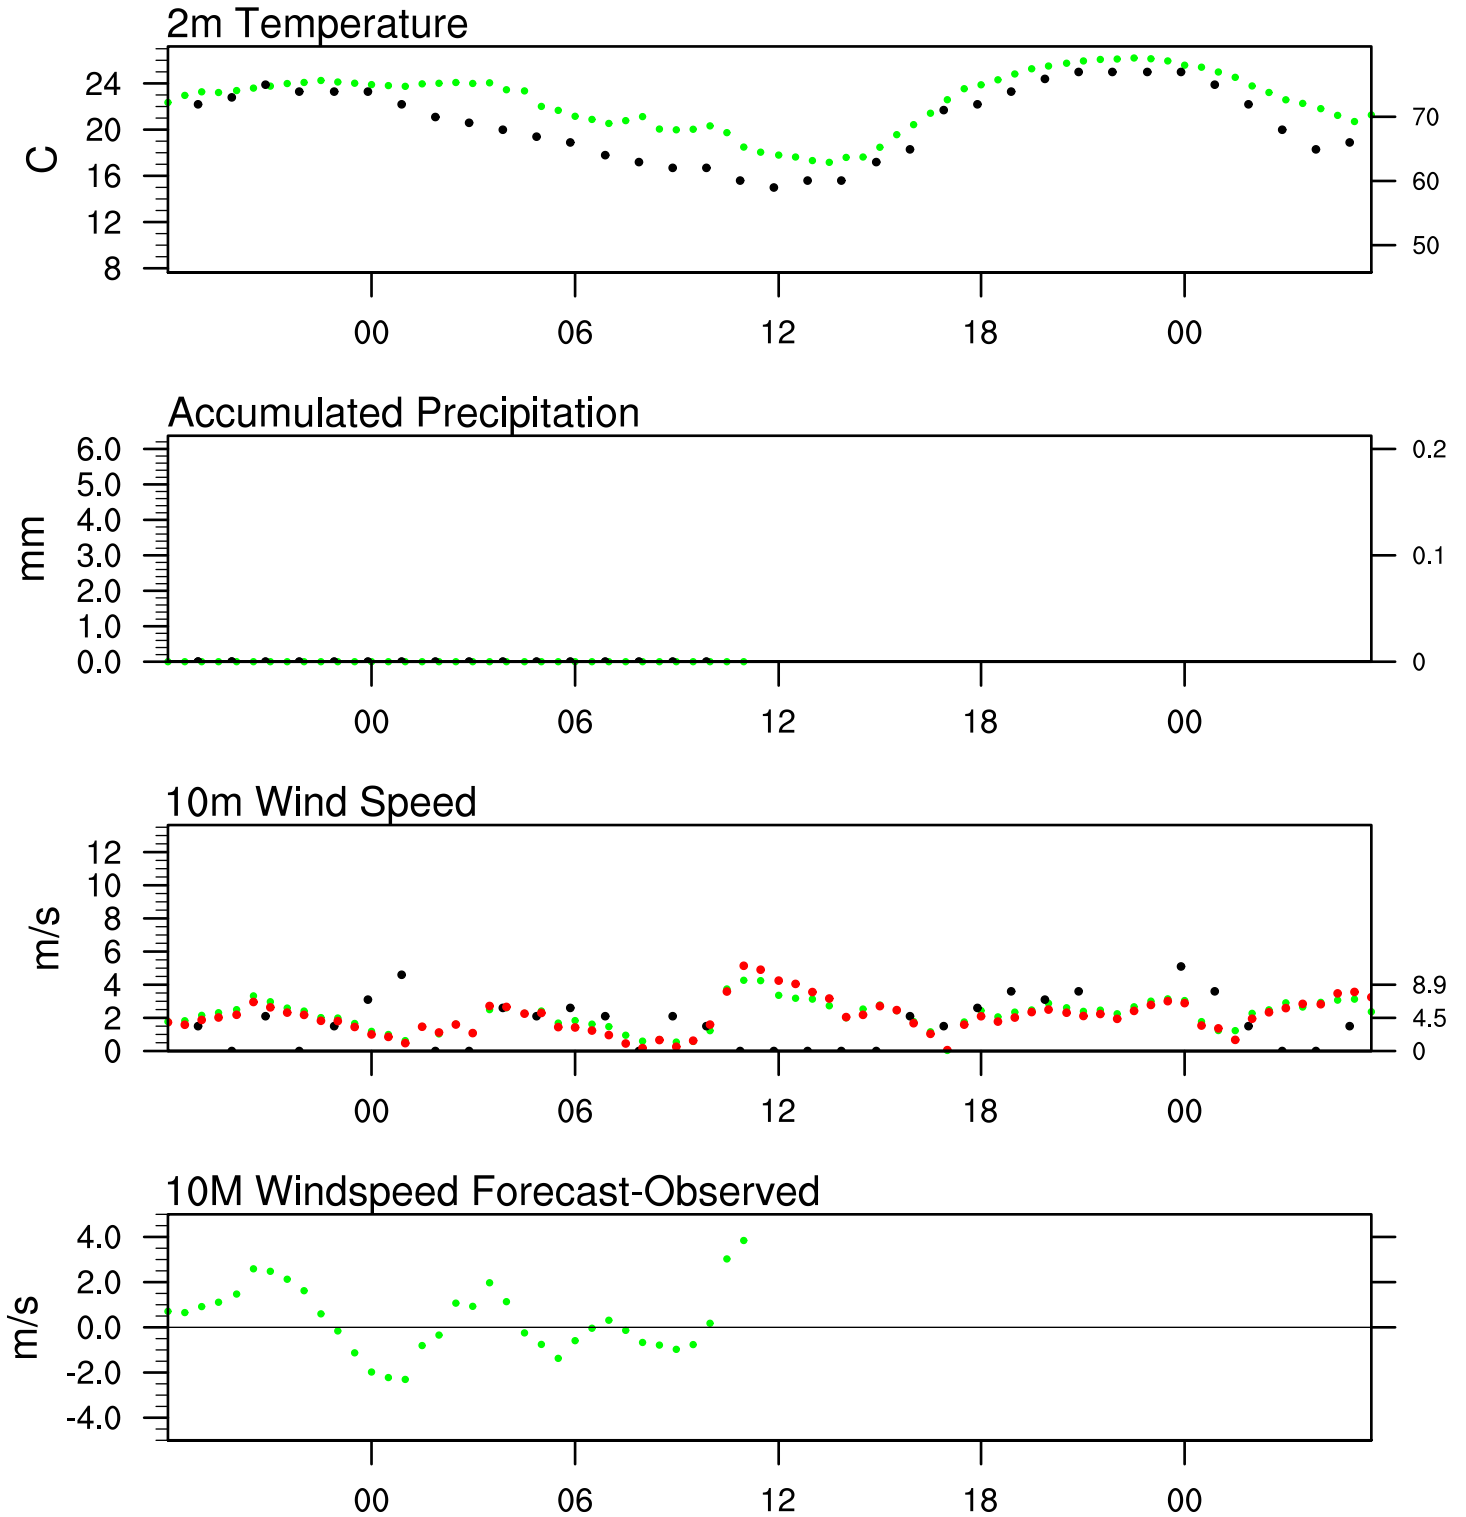 2m Temperature
24
20
16
12
8
C
70
60
50
00 06 12 18 00
Accumulated Precipitation
6.0
5.0
4.0
3.0
2.0
1.0
0.0
mm
0.2
0.1
0
00 06 12 18 00
10m Wind Speed
12
10
8
6
4
2
0
m/s
8.9
4.5
0
00 06 12 18 00
10M Windspeed Forecast-Observed
4.0
2.0
0.0
-2.0
-4.0
m/s
00 06 12 18 00